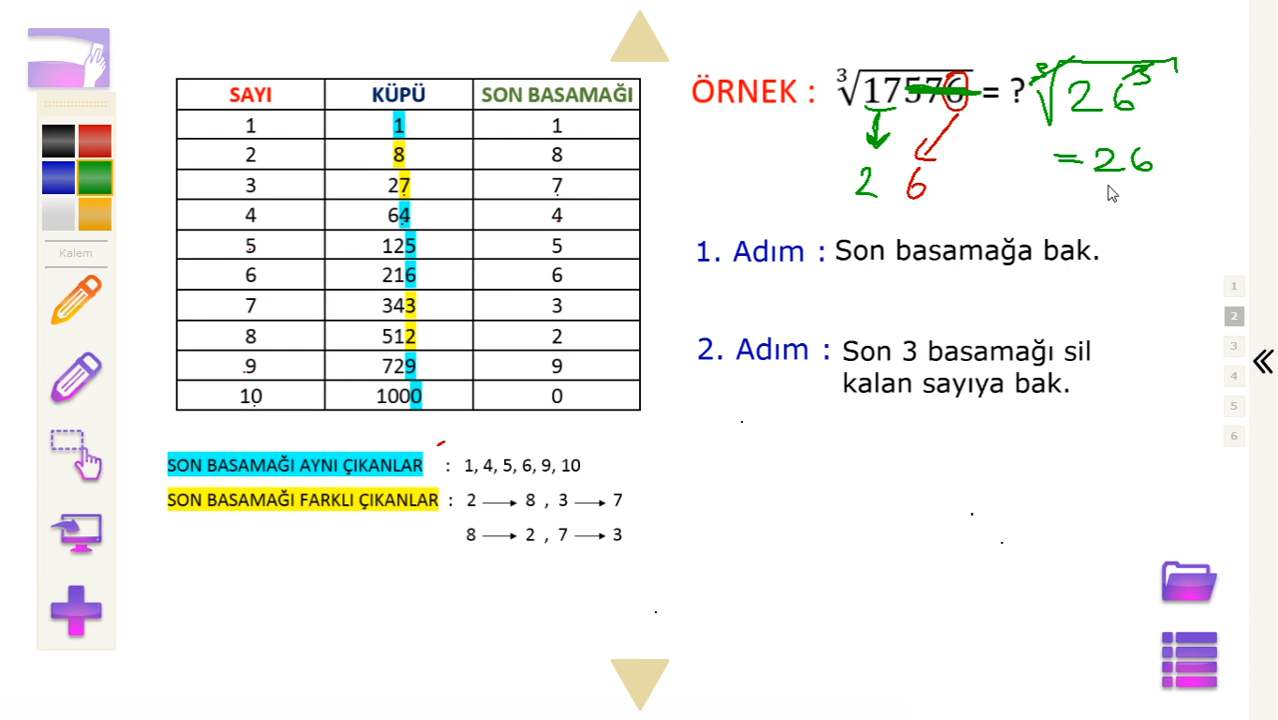 SAYI KÜPÜ SON BASAMAĞI
1 1 1
2 8 8
3 27 7
4 64 4
5 125 5
6 216 6
7 343 3
8 512 2
9 729 9
10 1000 0
SON BASAMAĞI AYNI ÇIKANLAR : 1, 4, 5, 6, 9, 10
SON BASAMAĞI FARKLI ÇIKANLAR : 2 → 8 , 3 → 7
8 → 2 , 7 → 3
ÖRNEK : ∛17576 = ? ∛26³
2 6 = 26
1. Adım : Son basamağa bak.
2. Adım : Son 3 basamağı sil
kalan sayıya bak.
Kalem
1
2
3
4
5
6